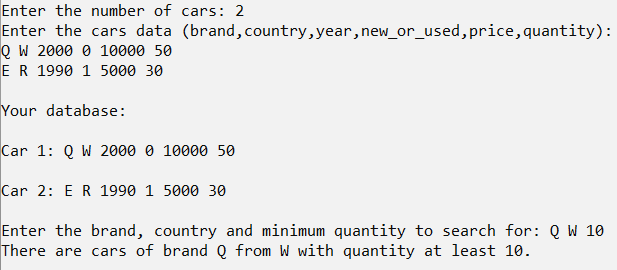 Enter the number of cars: 2
Enter the cars data (brand,country,year,new_or_used,price,quantity):
Q W 2000 0 10000 50
E R 1990 1 5000 30
Your database:
Car 1: Q W 2000 0 10000 50
Car 2: E R 1990 1 5000 30
Enter the brand, country and minimum quantity to search for: Q W 10
There are cars of brand Q from W with quantity at least 10.